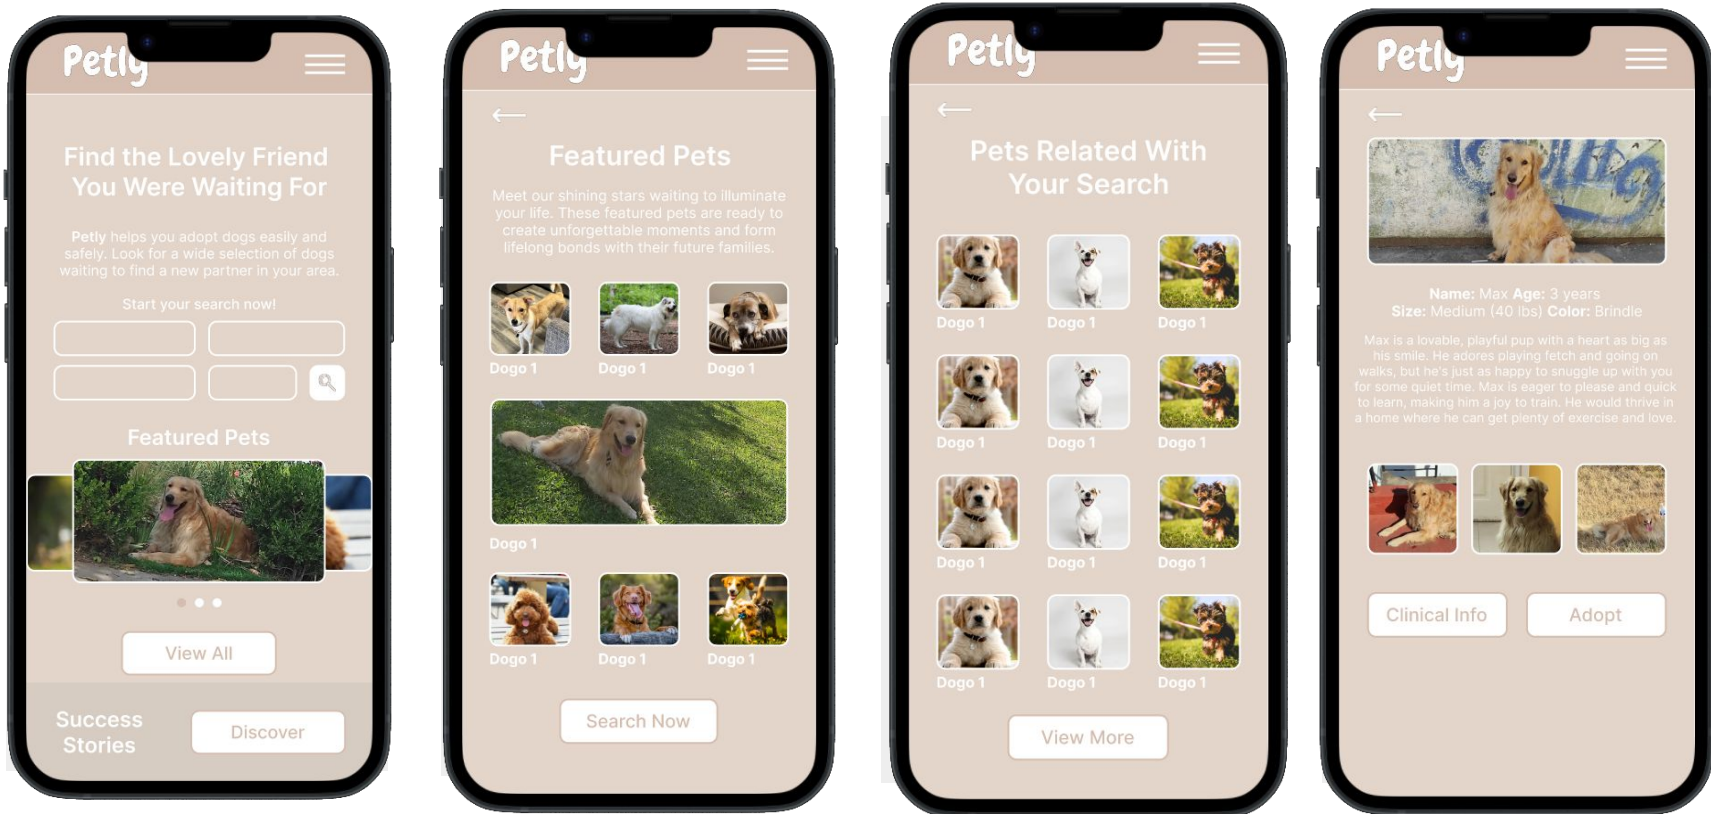 Petly
Find the Lovely Friend
You Were Waiting For
Petly helps you adopt dogs easily and
safely. Look for a wide selection of dogs
waiting to find a new partner in your area.
Start your search now!
Featured Pets
View All
Success
Stories
Discover
Petly
Featured Pets
Meet our shining stars waiting to illuminate
your life. These featured pets are ready to
create unforgettable moments and form
lifelong bonds with their future families.
Dogo 1 Dogo 1 Dogo 1
Dogo 1
Dogo 1 Dogo 1 Dogo 1
Search Now
Petly
Pets Related With
Your Search
Dogo 1 Dogo 1 Dogo 1
Dogo 1 Dogo 1 Dogo 1
Dogo 1 Dogo 1 Dogo 1
Dogo 1 Dogo 1 Dogo 1
View More
Petly
Name: Max Age: 3 years
Size: Medium (40 lbs) Color: Brindle
Max is a lovable, playful pup with a heart as big as
his smile. He adores playing fetch and going on
walks, but he's just as happy to snuggle up with you
for some quiet time. Max is eager to please and quick
to learn, making him a joy to train. He would thrive in
a home where he can get plenty of exercise and love.
Clinical Info
Adopt